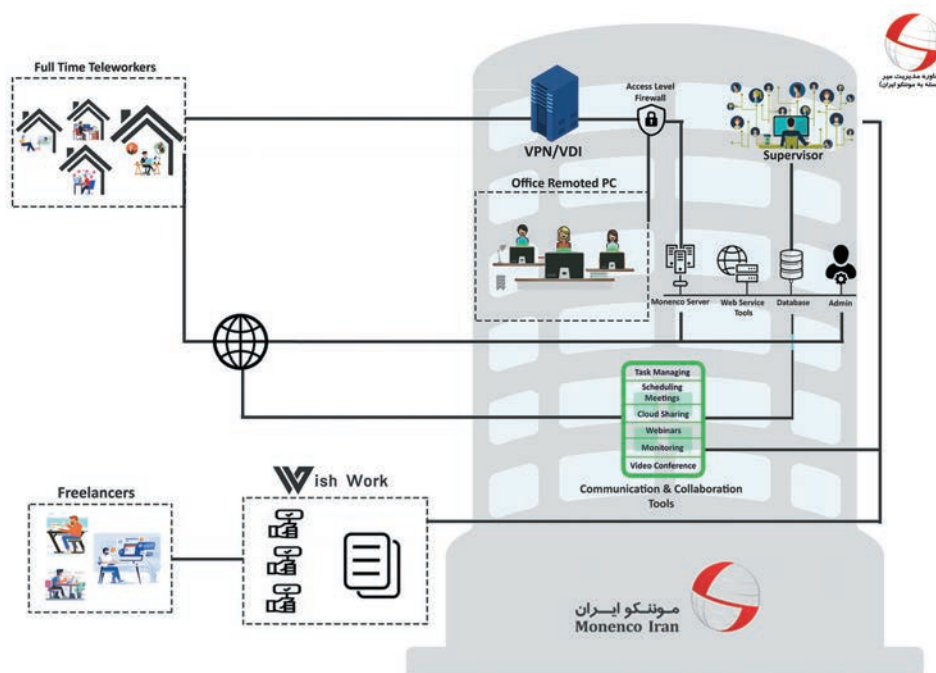 Full Time Teleworkers
VPN/VDI
Access Level
Firewall
Supervisor
Office Remoted PC
Monenco Server
Web Service
Tools
Database
Admin
Task Managing
Scheduling
Meetings
Cloud Sharing
Webinars
Monitoring
Video Conference
Communication & Collaboration
Tools
Freelancers
Wish Work
موننکو ایران
Monenco Iran